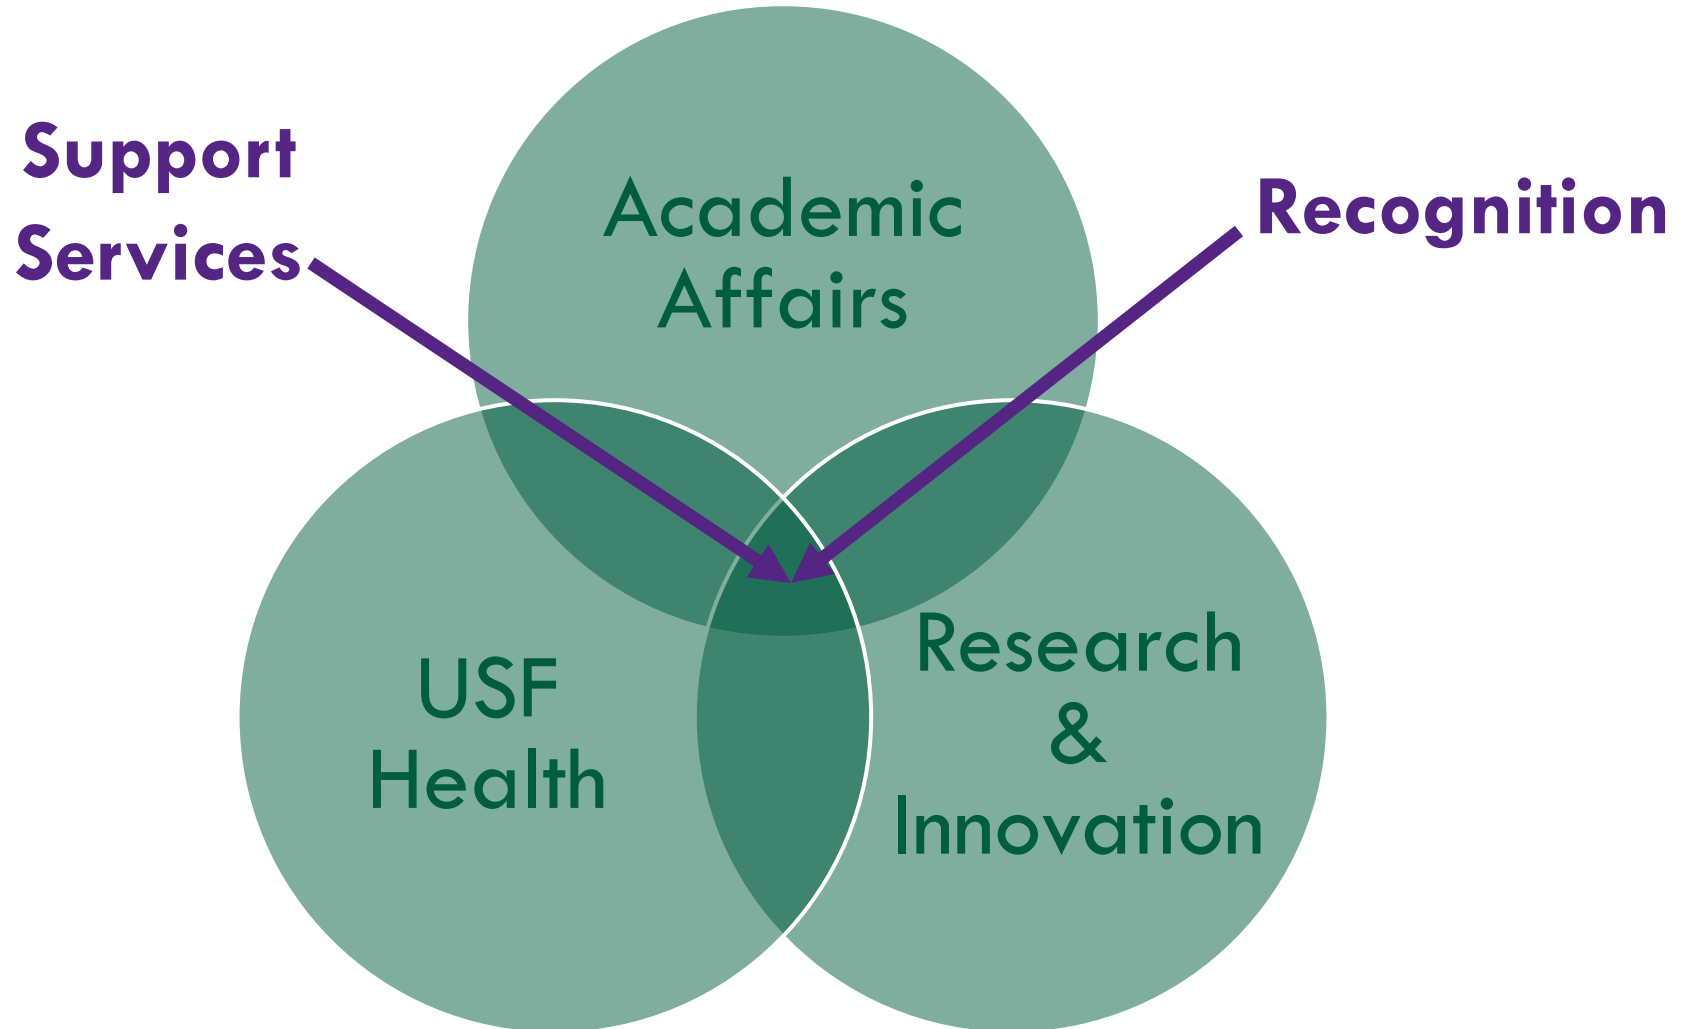 Support
Services
Academic
Affairs
Recognition
USF
Health
Research
&
Innovation